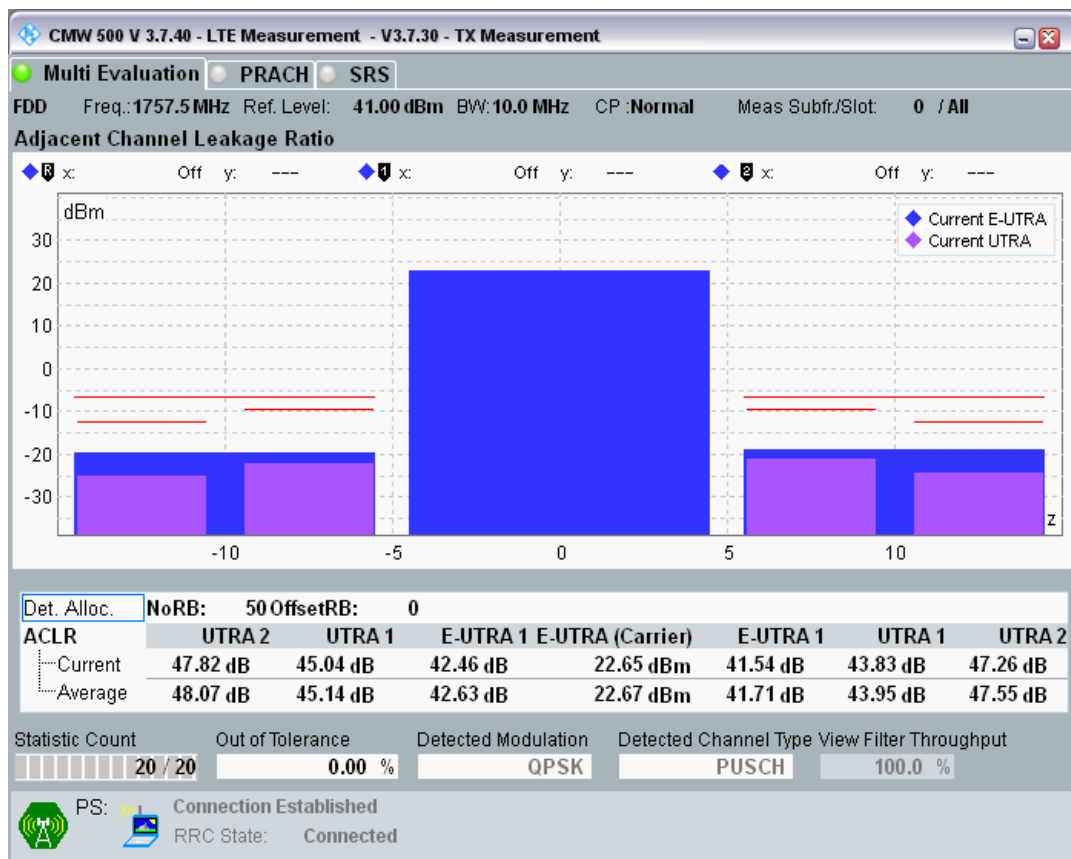 CMW 500 V 3.7.40 - LTE Measurement - V3.7.30 - TX Measurement
Multi Evaluation PRACH SRS
FDD Freq.:1757.5 MHz Ref. Level: 41.00 dBm BW:10.0 MHz CP :Normal Meas Subfr./Slot: 0 / All
Adjacent Channel Leakage Ratio
R x: Off y: --- 1 x: Off y: --- 2 x: Off y: ---
dBm
Current E-UTRA
Current UTRA
30
20
10
0
-10
-20
-30
z
-10 -5 0 5 10
Det. Alloc. NoRB: 50 OffsetRB: 0
ACLR UTRA 2 UTRA 1 E-UTRA 1 E-UTRA (Carrier) E-UTRA 1 UTRA 1 UTRA 2
Current 47.82 dB 45.04 dB 42.46 dB 22.65 dBm 41.54 dB 43.83 dB 47.26 dB
Average 48.07 dB 45.14 dB 42.63 dB 22.67 dBm 41.71 dB 43.95 dB 47.55 dB
Statistic Count Out of Tolerance Detected Modulation Detected Channel Type View Filter Throughput
20 / 20 0.00 % QPSK PUSCH 100.0 %
PS: Connection Established
RRC State: Connected